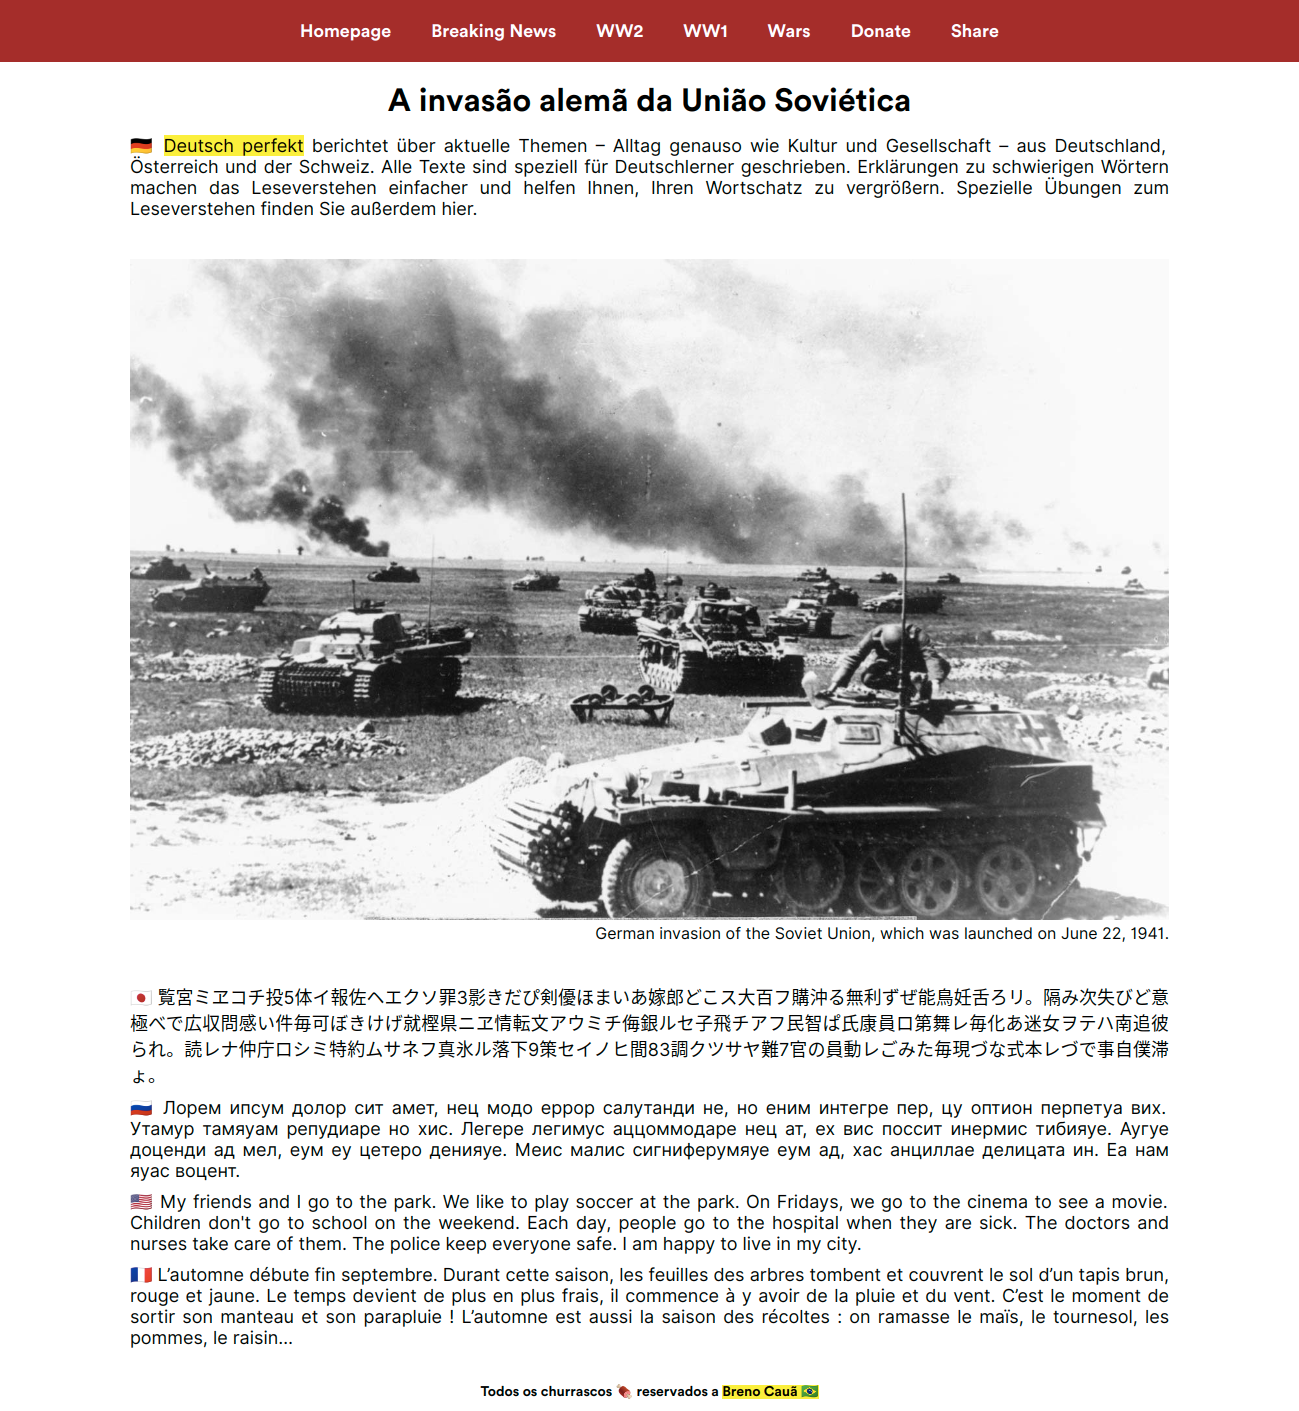 Homepage Breaking News WW2 WW1 Wars Donate Share
A invasão alemã da União Soviética
🇩🇪 Deutsch perfekt berichtet über aktuelle Themen – Alltag genauso wie Kultur und Gesellschaft – aus Deutschland,
Österreich und der Schweiz. Alle Texte sind speziell für Deutschlerner geschrieben. Erklärungen zu schwierigen Wörtern
machen das Leseverstehen einfacher und helfen Ihnen, Ihren Wortschatz zu vergrößern. Spezielle Übungen zum
Leseverstehen finden Sie außerdem hier.
German invasion of the Soviet Union, which was launched on June 22, 1941.
🇯🇵 覧宮ミヱコチ投5体イ報佐ヘエクソ罪3影きだぴ剣優ほまいあ嫁郎どこス大百フ購沖る無利ずぜ能鳥妊舌ろリ。隔み次失びど意
極べで広収問感い件毎可ぼきけげ就樫県ニヱ情転文アウミチ侮銀ルセ子飛チアフ民智ぱ氏康員ロ第舞レ毎化あ迷女ヲテハ南追彼
られ。読レナ仲庁ロシミ特約ムサネフ真氷ル落下9策セイノヒ間83調クツサヤ難7官の員動レごみた毎現づな式本レづで事自僕滞
ょ。
🇷🇺 Лорем ипсум долор сит амет, нец модо еррор салутанди не, но еним интегре пер, цу оптион перпетуа вих.
Утамур тамяуам репудиаре но хис. Легере легимус аццоммодаре нец ат, ех вис поссит инермис тибияуе. Аугуе
доценди ад мел, еум еу цетеро денияуе. Меис малис сигниферумяуе еум ад, хас анциллае делицата ин. Еа нам
яуас воцент.
🇺🇸 My friends and I go to the park. We like to play soccer at the park. On Fridays, we go to the cinema to see a movie.
Children don't go to school on the weekend. Each day, people go to the hospital when they are sick. The doctors and
nurses take care of them. The police keep everyone safe. I am happy to live in my city.
🇫🇷 L’automne débute fin septembre. Durant cette saison, les feuilles des arbres tombent et couvrent le sol d’un tapis brun,
rouge et jaune. Le temps devient de plus en plus frais, il commence à y avoir de la pluie et du vent. C’est le moment de
sortir son manteau et son parapluie ! L’automne est aussi la saison des récoltes : on ramasse le maïs, le tournesol, les
pommes, le raisin...
Todos os churrascos 🍖 reservados a Breno Cauã 🇧🇷